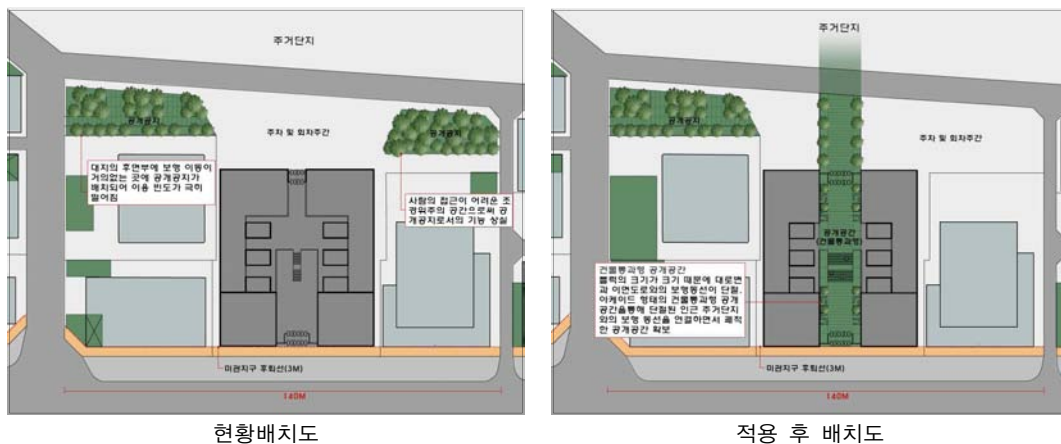 주거단지
공개공지
주차 및 회차주간
공개공지
대지의 후면부에 보행 이동이
거의없는 곳에 공개공지가
배치되어 이용 빈도가 극히
떨어짐
사람의 접근이 어려운 조
경위주의 공간으로써 공
개공지로서의 기능 상실
미관지구 후퇴선(3M)
140M
현황배치도
주거단지
공개공지
주차 및 회차주간
공개공간
(건물통과형)
건물통과형 공개공간
블럭의 크기가 크기 때문에 대로변
과 이면도로와의 보행동선이 단절.
아케이드 형태의 건물통과형 공개
공간을통해 단절된 인근 주거단지
와의 보행 동선을 연결하면서 쾌적
한 공개공간 확보
미관지구 후퇴선(3M)
140M
적용 후 배치도